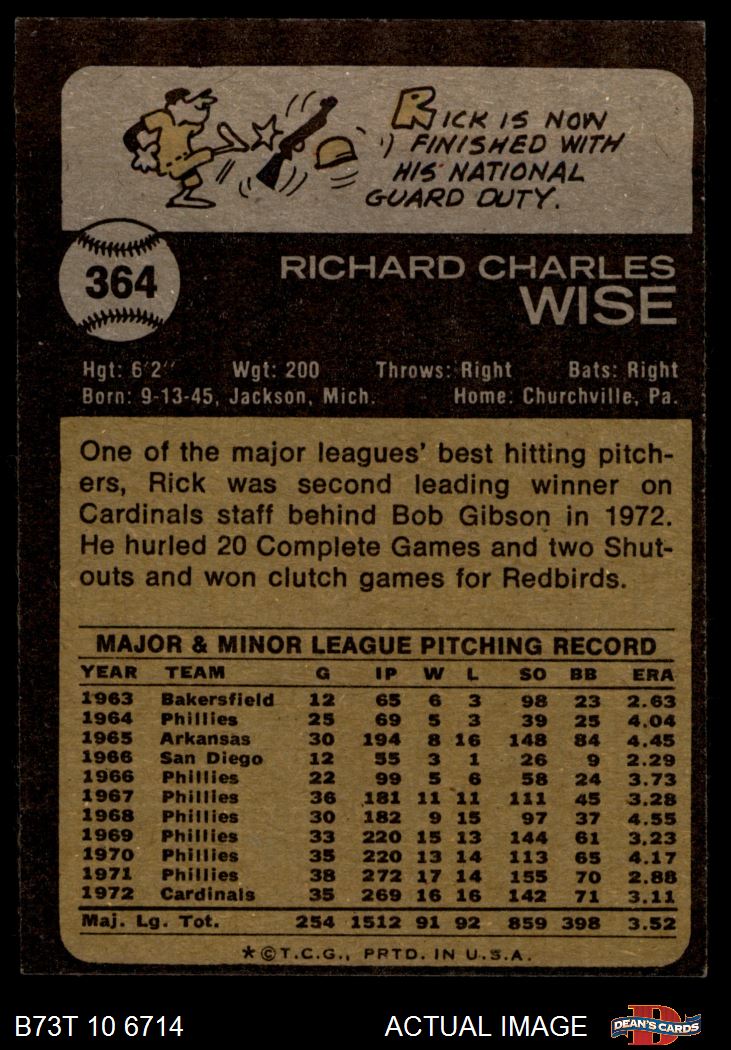 RICK IS NOW
FINISHED WITH
HIS NATIONAL
GUARD DUTY.
364
RICHARD CHARLES
WISE
Hgt: 6'2" Wgt: 200 Throws: Right Bats: Right
Born: 9-13-45, Jackson, Mich. Home: Churchville, Pa.
One of the major leagues' best hitting pitch-
ers, Rick was second leading winner on
Cardinals staff behind Bob Gibson in 1972.
He hurled 20 Complete Games and two Shut-
outs and won clutch games for Redbirds.
MAJOR & MINOR LEAGUE PITCHING RECORD
YEAR TEAM G IP W L SO BB ERA
1963 Bakersfield 12 65 6 3 98 23 2.63
1964 Phillies 25 69 5 3 39 25 4.04
1965 Arkansas 30 194 8 16 148 84 4.45
1966 San Diego 12 55 3 1 26 9 2.29
1966 Phillies 22 99 5 6 58 24 3.73
1967 Phillies 36 181 11 11 111 45 3.28
1968 Phillies 30 182 9 15 97 37 4.55
1969 Phillies 33 220 15 13 144 61 3.23
1970 Phillies 35 220 13 14 113 65 4.17
1971 Phillies 38 272 17 14 155 70 2.88
1972 Cardinals 35 269 16 16 142 71 3.11
Maj. Lg. Tot. 254 1512 91 92 859 398 3.52
*©T.C.G., PRTD. IN U.S.A.
B73T 10 6714 ACTUAL IMAGE DEAN'S CARDS